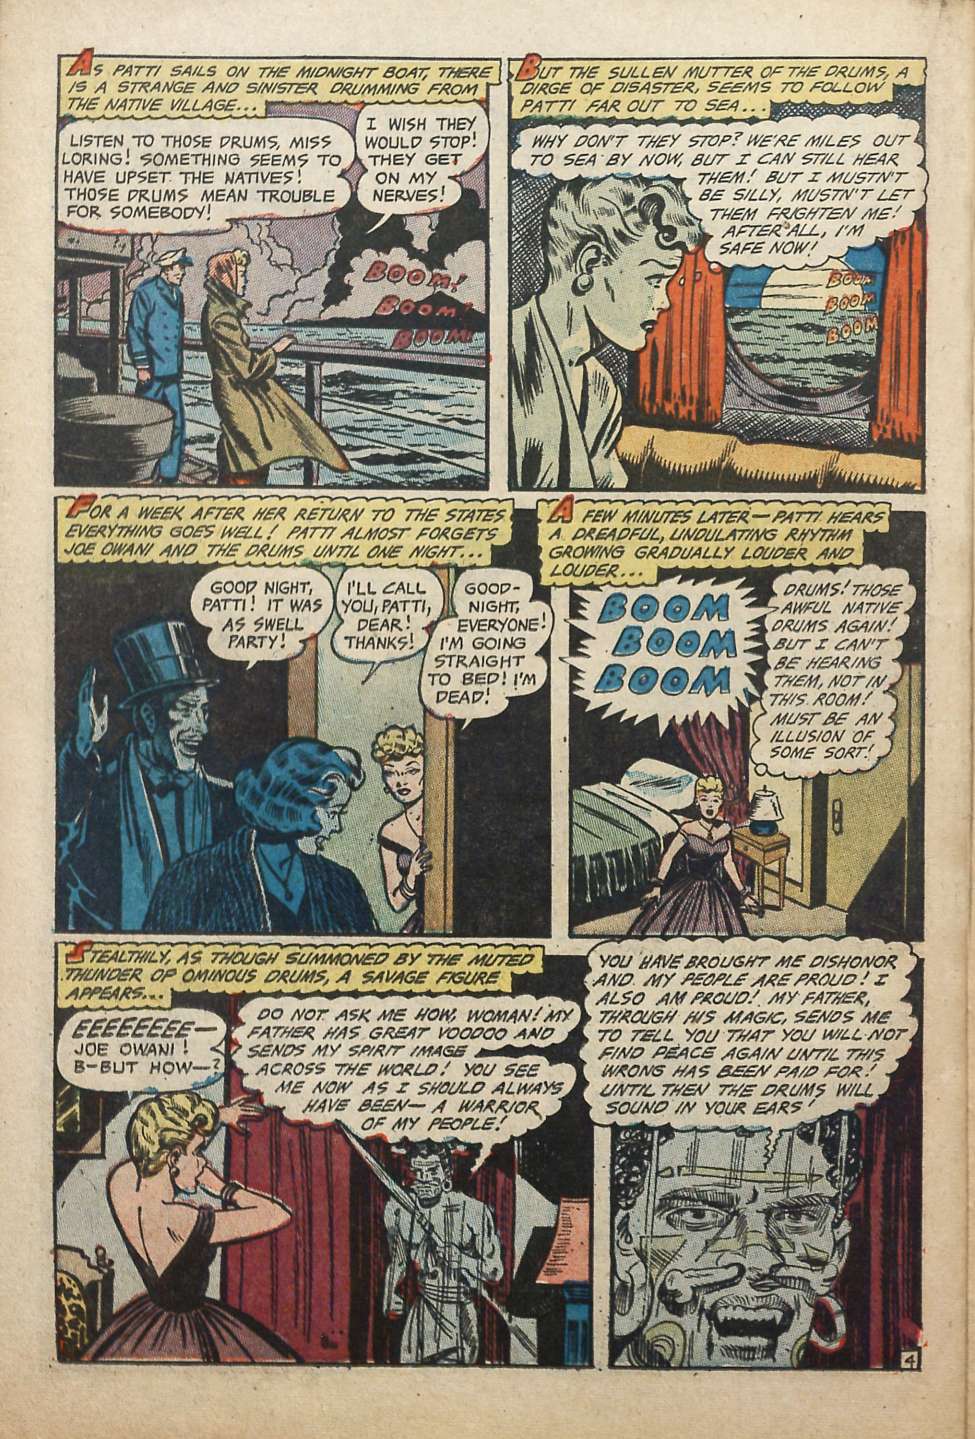 AS PATTI SAILS ON THE MIDNIGHT BOAT, THERE
IS A STRANGE AND SINISTER DRUMMING FROM
THE NATIVE VILLAGE...
LISTEN TO THOSE DRUMS, MISS
LORING! SOMETHING SEEMS TO
HAVE UPSET THE NATIVES!
THOSE DRUMS MEAN TROUBLE
FOR SOMEBODY!
I WISH THEY
WOULD STOP!
THEY GET
ON MY
NERVES!
BOOM!
BOOM!
BOOM!
BUT THE SULLEN MUTTER OF THE DRUMS, A
DIRGE OF DISASTER, SEEMS TO FOLLOW
PATTI FAR OUT TO SEA...
WHY DON'T THEY STOP? WE'RE MILES OUT
TO SEA BY NOW, BUT I CAN STILL HEAR
THEM! BUT I MUSTN'T
BE SILLY, MUSTN'T LET
THEM FRIGHTEN ME!
AFTER ALL, I'M
SAFE NOW!
BOOM
BOOM
BOOM
FOR A WEEK AFTER HER RETURN TO THE STATES
EVERYTHING GOES WELL! PATTI ALMOST FORGETS
JOE OWANI AND THE DRUMS UNTIL ONE NIGHT...
GOOD NIGHT,
PATTI! IT WAS
A SWELL
PARTY!
I'LL CALL
YOU, PATTI,
DEAR!
THANKS!
GOOD-
NIGHT,
EVERYONE!
I'M GOING
STRAIGHT
TO BED! I'M
DEAD!
A FEW MINUTES LATER—PATTI HEARS
A DREADFUL, UNDULATING RHYTHM
GROWING GRADUALLY LOUDER AND
LOUDER...
BOOM
BOOM
BOOM
DRUMS! THOSE
AWFUL NATIVE
DRUMS AGAIN!
BUT I CAN'T
BE HEARING
THEM, NOT IN
THIS ROOM!
MUST BE AN
ILLUSION OF
SOME SORT!
STEALTHILY, AS THOUGH SUMMONED BY THE MUTED
THUNDER OF OMINOUS DRUMS, A SAVAGE FIGURE
APPEARS...
EEEEEEEE—
JOE OWANI!
B-BUT HOW—?
DO NOT ASK ME HOW, WOMAN! MY
FATHER HAS GREAT VOODOO AND
SENDS MY SPIRIT IMAGE
ACROSS THE WORLD! YOU SEE
ME NOW AS I SHOULD ALWAYS
HAVE BEEN—A WARRIOR
OF MY PEOPLE!
YOU HAVE BROUGHT ME DISHONOR
AND MY PEOPLE ARE PROUD! I
ALSO AM PROUD! MY FATHER,
THROUGH HIS MAGIC, SENDS ME
TO TELL YOU THAT YOU WILL NOT
FIND PEACE AGAIN UNTIL THIS
WRONG HAS BEEN PAID FOR!
UNTIL THEN THE DRUMS WILL
SOUND IN YOUR EARS!
4